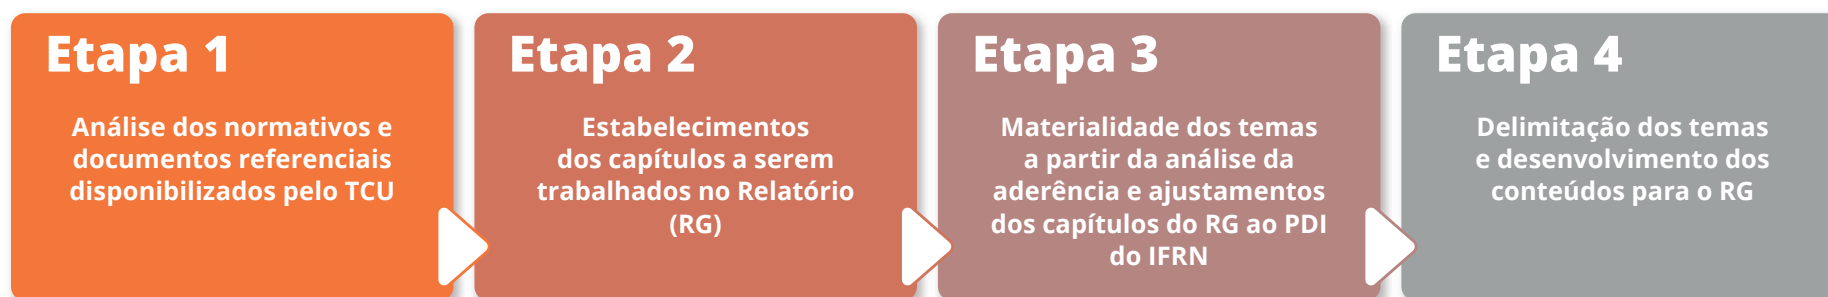 Etapa 1
Análise dos normativos e
documentos referenciais
disponibilizados pelo TCU
Etapa 2
Estabelecimentos
dos capítulos a serem
trabalhados no Relatório
(RG)
Etapa 3
Materialidade dos temas
a partir da análise da
aderência e ajustamentos
dos capítulos do RG ao PDI
do IFRN
Etapa 4
Delimitação dos temas
e desenvolvimento dos
conteúdos para o RG